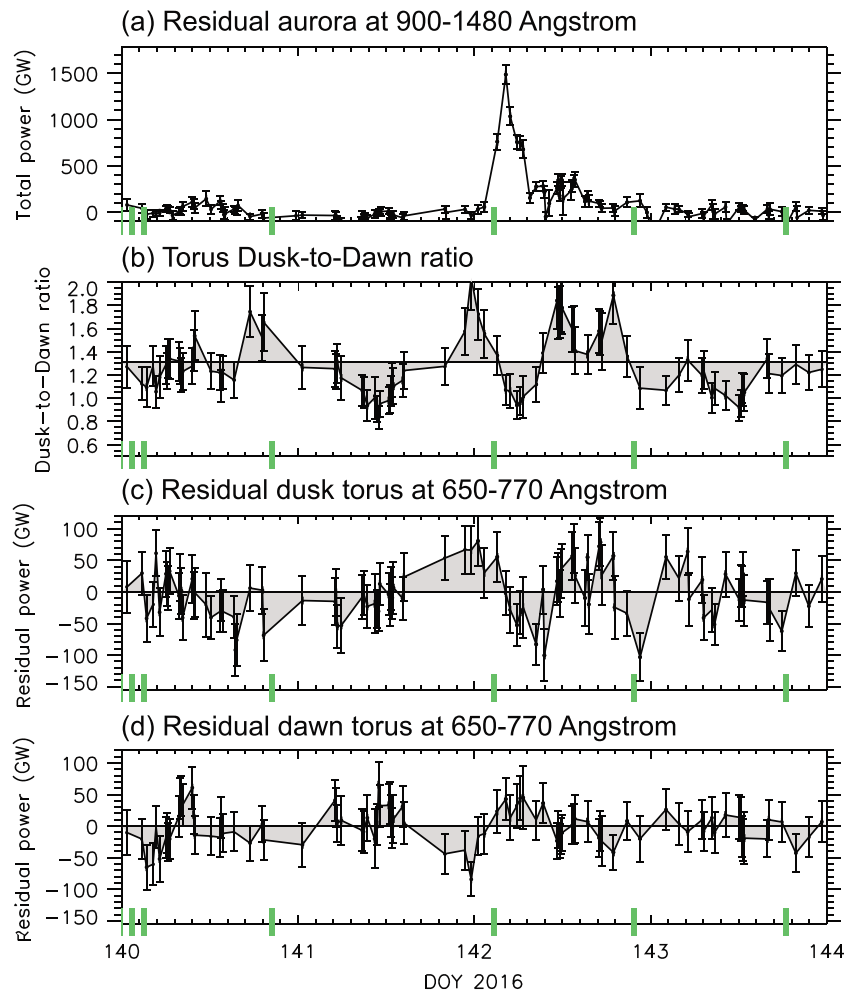 (a) Residual aurora at 900-1480 Angstrom
Total power (GW)
1500
1000
500
0
(b) Torus Dusk-to-Dawn ratio
Dusk-to-Dawn ratio
2.0
1.8
1.6
1.4
1.2
1.0
0.8
0.6
(c) Residual dusk torus at 650-770 Angstrom
Residual power (GW)
100
50
0
-50
-100
-150
(d) Residual dawn torus at 650-770 Angstrom
Residual power (GW)
100
50
0
-50
-100
-150
140 141 142 143 144
DOY 2016